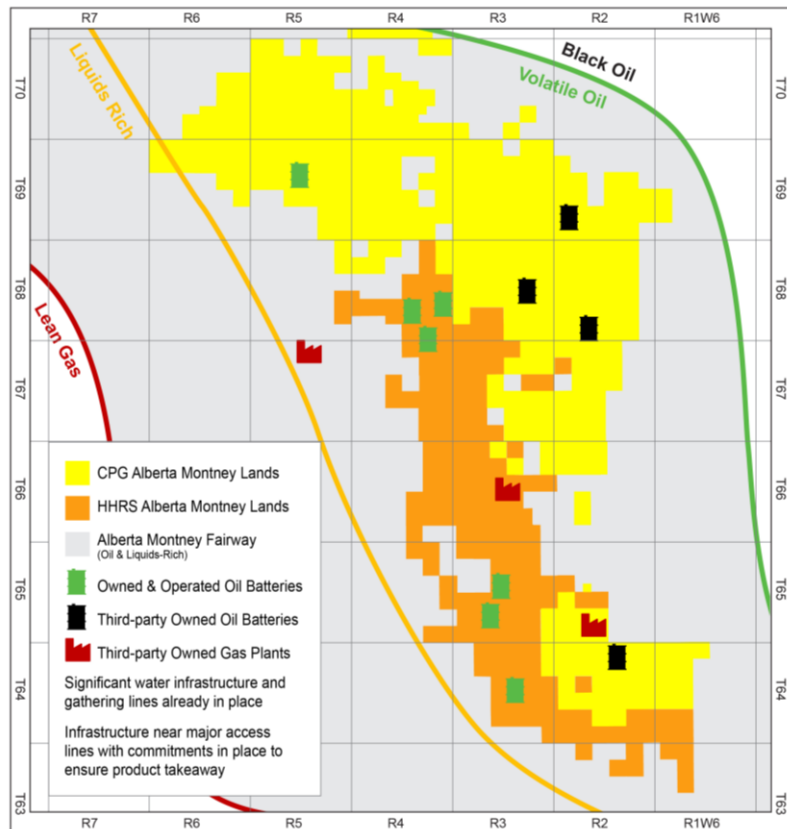 R7 R6 R5 R4 R3 R2 R1W6
Black Oil
Volatile Oil
Liquids Rich
Lean Gas
T70 T70
T69 T69
T68 T68
T67 T67
T66 T66
T65 T65
T64 T64
T63 T63
CPG Alberta Montney Lands
HHRS Alberta Montney Lands
Alberta Montney Fairway
(Oil & Liquids-Rich)
Owned & Operated Oil Batteries
Third-party Owned Oil Batteries
Third-party Owned Gas Plants
Significant water infrastructure and
gathering lines already in place
Infrastructure near major access
lines with commitments in place to
ensure product takeaway
R7 R6 R5 R4 R3 R2 R1W6